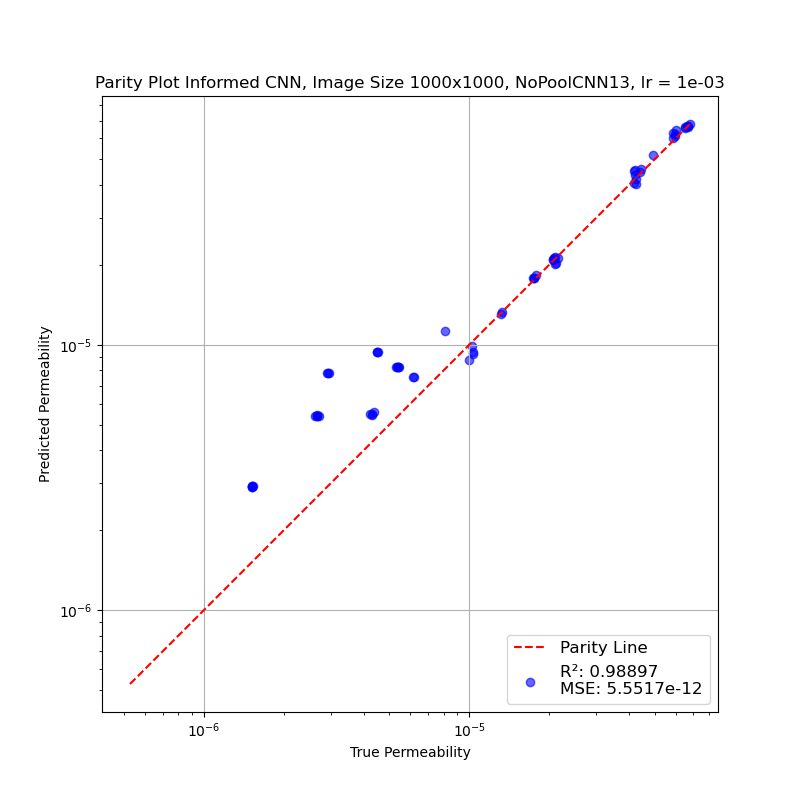 Parity Plot Informed CNN, Image Size 1000x1000, NoPoolCNN13, lr = 1e-03
Predicted Permeability
10⁻⁵
10⁻⁶
Parity Line
R²: 0.98897
MSE: 5.5517e-12
10⁻⁶ 10⁻⁵
True Permeability